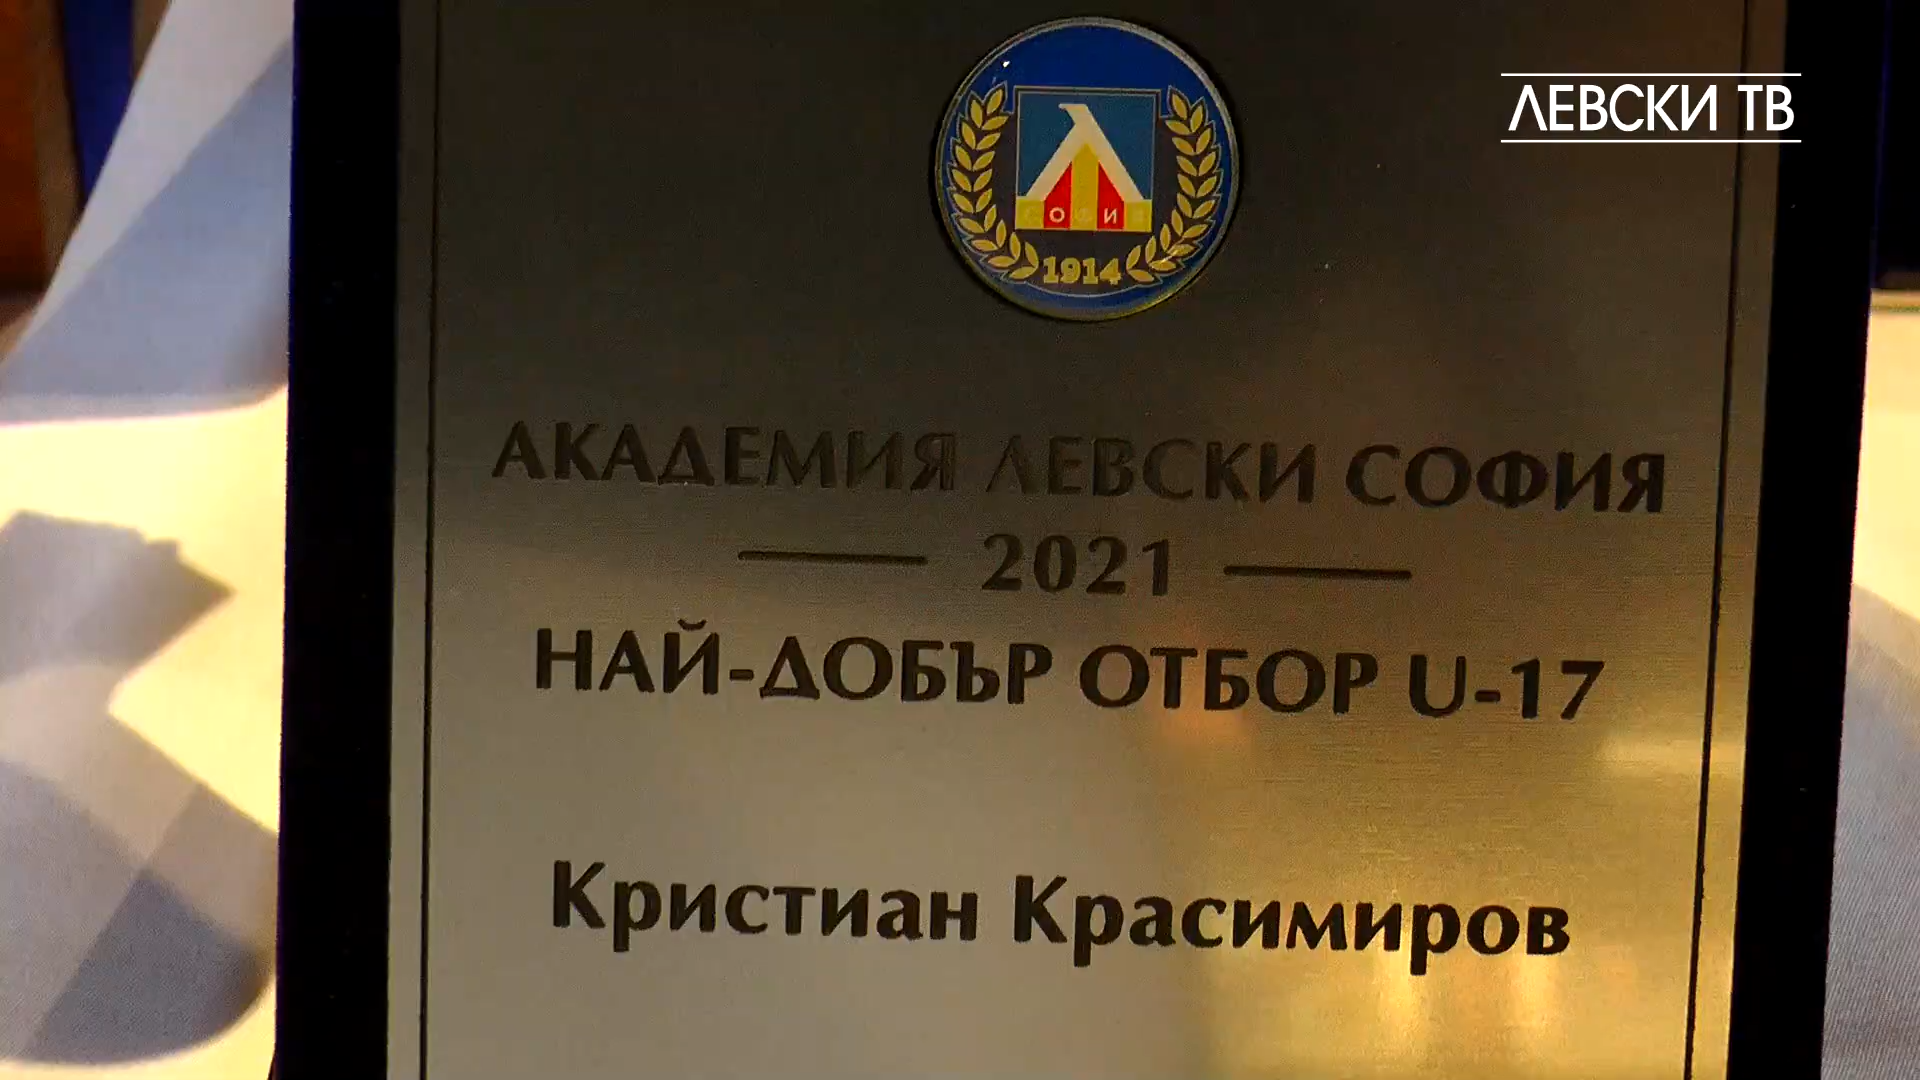 ЛЕВСКИ ТВ
СОФИЯ
1914
АКАДЕМИЯ ЛЕВСКИ СОФИЯ
2021
НАЙ-ДОБЪР ОТБОР U-17
Кристиан Красимиров